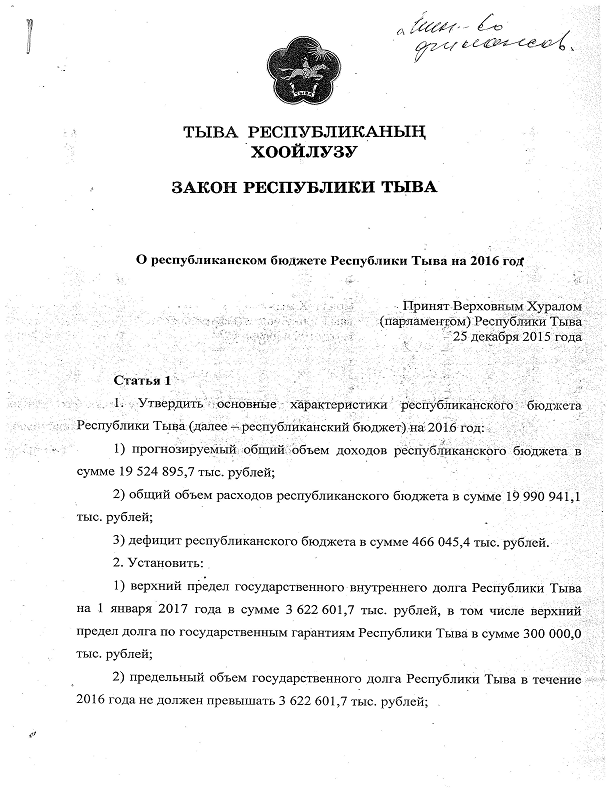 Мин-во
финансов.
ТЫВА
ТЫВА РЕСПУБЛИКАНЫҢ
ХООЙЛУЗУ
ЗАКОН РЕСПУБЛИКИ ТЫВА
О республиканском бюджете Республики Тыва на 2016 год
Принят Верховным Хуралом
(парламентом) Республики Тыва
25 декабря 2015 года
Статья 1
1. Утвердить основные характеристики республиканского бюджета
Республики Тыва (далее – республиканский бюджет) на 2016 год:
1) прогнозируемый общий объем доходов республиканского бюджета в
сумме 19 524 895,7 тыс. рублей;
2) общий объем расходов республиканского бюджета в сумме 19 990 941,1
тыс. рублей;
3) дефицит республиканского бюджета в сумме 466 045,4 тыс. рублей.
2. Установить:
1) верхний предел государственного внутреннего долга Республики Тыва
на 1 января 2017 года в сумме 3 622 601,7 тыс. рублей, в том числе верхний
предел долга по государственным гарантиям Республики Тыва в сумме 300 000,0
тыс. рублей;
2) предельный объем государственного долга Республики Тыва в течение
2016 года не должен превышать 3 622 601,7 тыс. рублей;